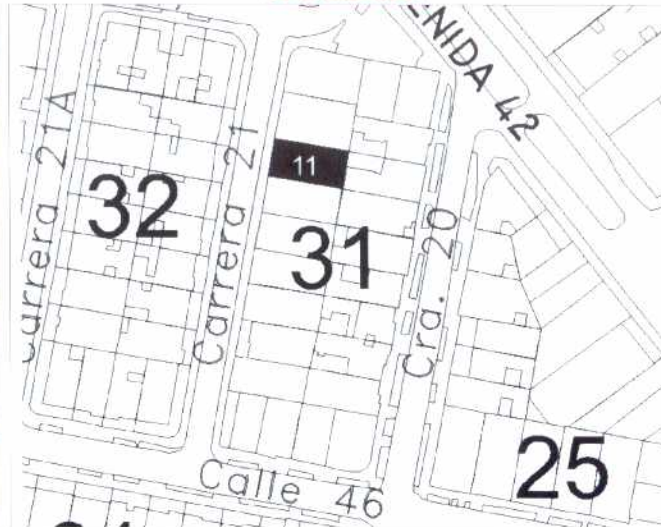 ENIDA 42
Carrera 21A
Carrera 21
11
32
31
Cra. 20
25
Calle 46